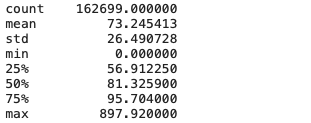 count 162699.000000
mean 73.245413
std 26.490728
min 0.000000
25% 56.912250
50% 81.325900
75% 95.704000
max 897.920000